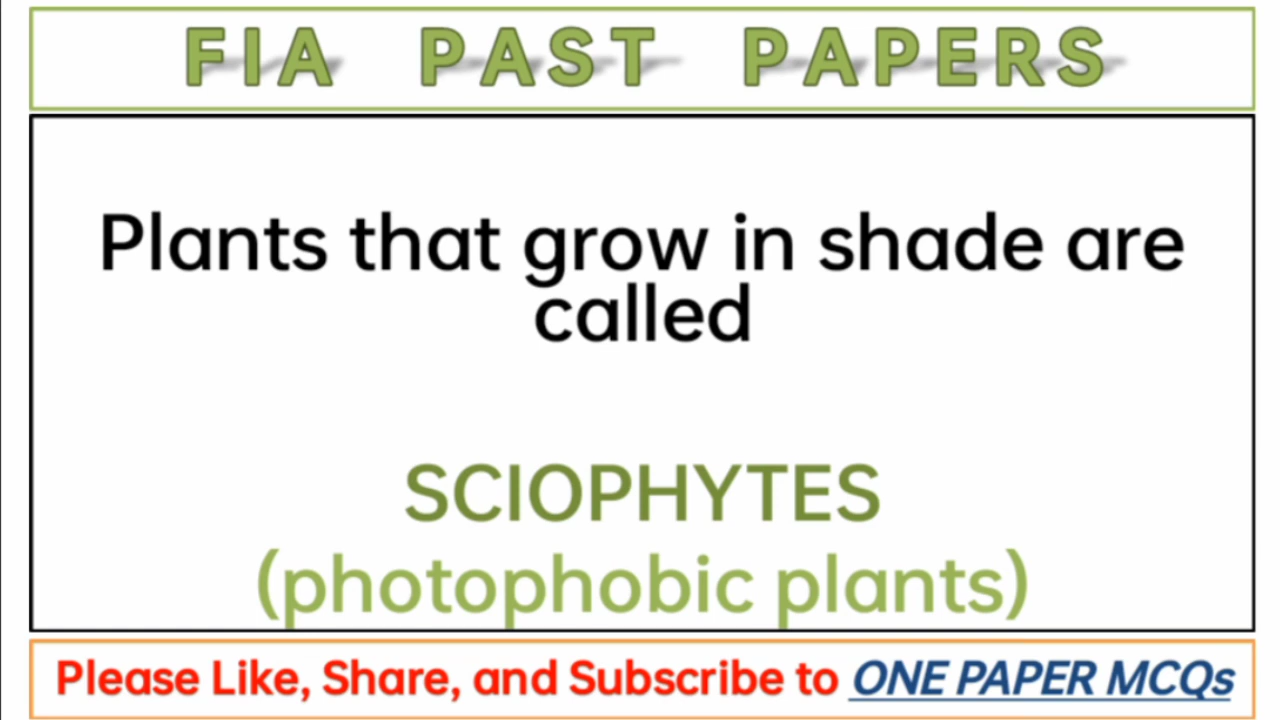 FIA PAST PAPERS
Plants that grow in shade are
called
SCIOPHYTES
(photophobic plants)
Please Like, Share, and Subscribe to ONE PAPER MCQs